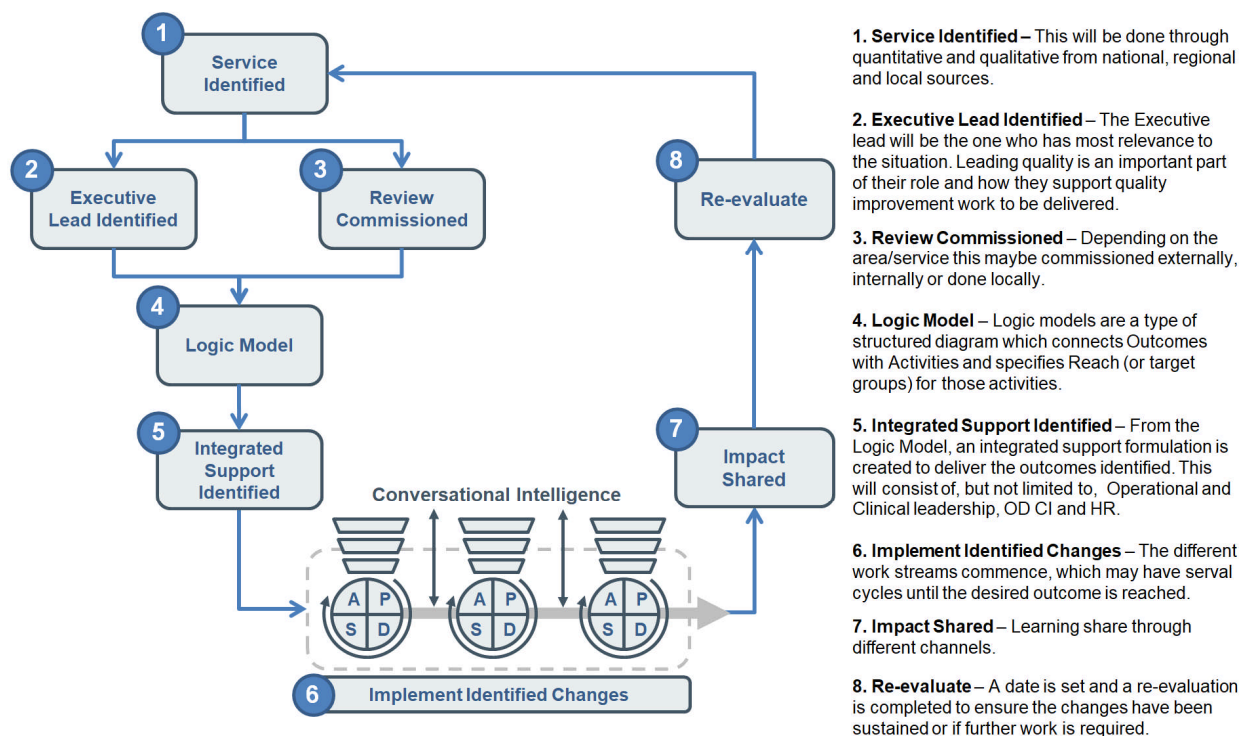 1
Service
Identified
2
Executive
Lead Identified
3
Review
Commissioned
4
Logic Model
5
Integrated
Support
Identified
Conversational Intelligence
A P
S D
A P
S D
A P
S D
6
Implement Identified Changes
7
Impact
Shared
8
Re-evaluate
1. Service Identified – This will be done through
quantitative and qualitative from national, regional
and local sources.
2. Executive Lead Identified – The Executive
lead will be the one who has most relevance to
the situation. Leading quality is an important part
of their role and how they support quality
improvement work to be delivered.
3. Review Commissioned – Depending on the
area/service this maybe commissioned externally,
internally or done locally.
4. Logic Model – Logic models are a type of
structured diagram which connects Outcomes
with Activities and specifies Reach (or target
groups) for those activities.
5. Integrated Support Identified – From the
Logic Model, an integrated support formulation is
created to deliver the outcomes identified. This
will consist of, but not limited to, Operational and
Clinical leadership, OD CI and HR.
6. Implement Identified Changes – The different
work streams commence, which may have serval
cycles until the desired outcome is reached.
7. Impact Shared – Learning share through
different channels.
8. Re-evaluate – A date is set and a re-evaluation
is completed to ensure the changes have been
sustained or if further work is required.